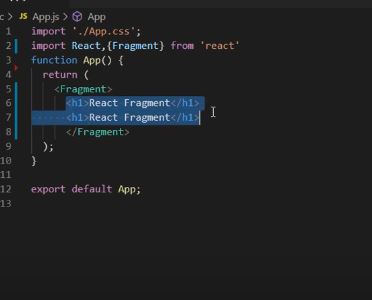 c > JS App.js > App
1 import './App.css';
2 import React,{Fragment} from 'react'
3 function App() {
4 return (
5 <Fragment>
6 <h1>React Fragment</h1>
7 <h1>React Fragment</h1>
8 </Fragment>
9 );
10 }
11
12 export default App;
13